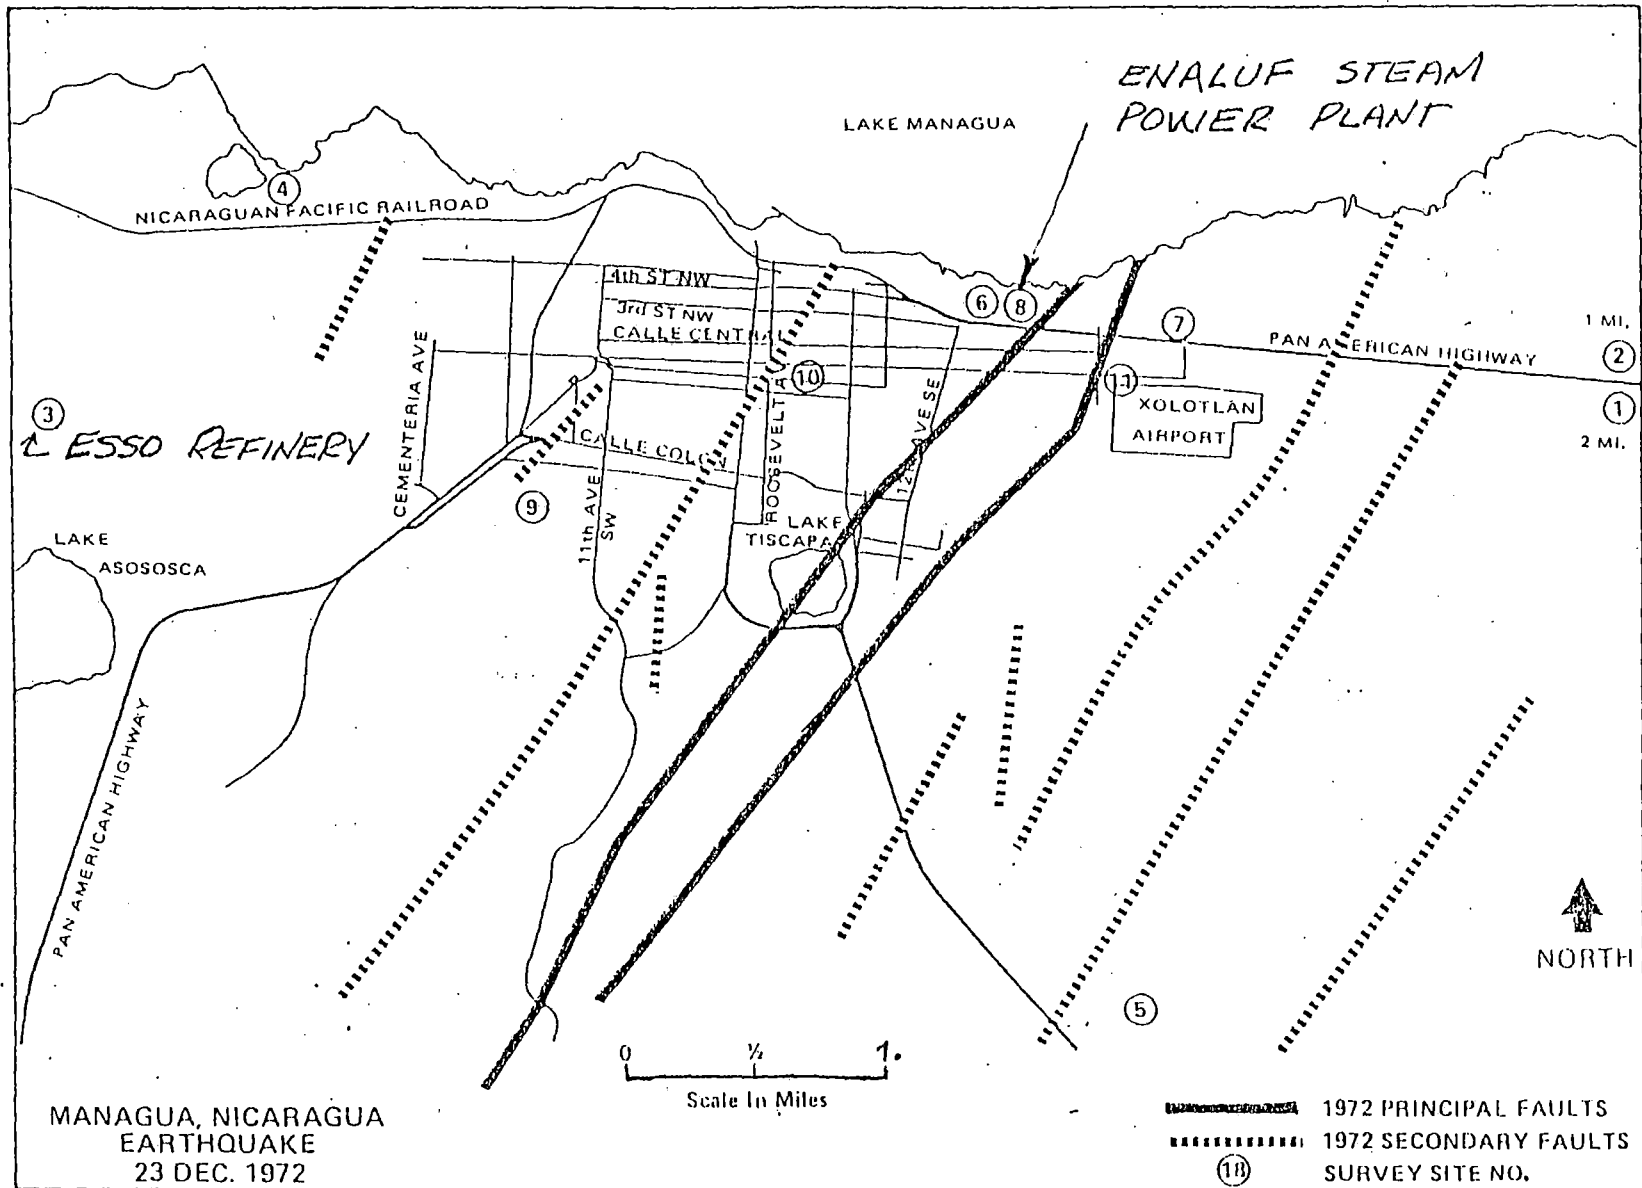 ENALUF STEAM
POWER PLANT
LAKE MANAGUA
4
NICARAGUAN PACIFIC RAILROAD
4th ST NW
3rd ST NW
CALLE CENTRAL
6
8
7
1 MI.
PAN AMERICAN HIGHWAY
2
10
11
XOLOTLAN
AIRPORT
1
2 MI.
3
ESSO REFINERY
CEMENTERIA AVE
CALLE COLON
ROOSEVELT AVE
12th AVE SE
9
11th AVE
SW
LAKE
TISCAPA
LAKE
ASOSOSCA
PAN AMERICAN HIGHWAY
NORTH
5
0 ½ 1.
Scale In Miles
MANAGUA, NICARAGUA
EARTHQUAKE
23 DEC. 1972
1972 PRINCIPAL FAULTS
1972 SECONDARY FAULTS
18 SURVEY SITE NO.